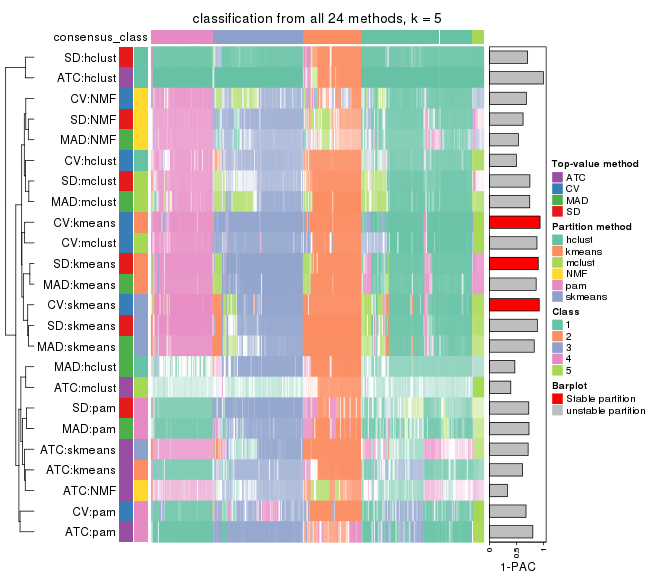 classification from all 24 methods, k = 5
consensus_class
SD:hclust
ATC:hclust
CV:NMF
SD:NMF
MAD:NMF
CV:hclust
SD:mclust
MAD:mclust
CV:kmeans
CV:mclust
SD:kmeans
MAD:kmeans
CV:skmeans
SD:skmeans
MAD:skmeans
MAD:hclust
ATC:mclust
SD:pam
MAD:pam
ATC:skmeans
ATC:kmeans
ATC:NMF
CV:pam
ATC:pam
0 0.5 1
1-PAC
Top-value method
ATC
CV
MAD
SD
Partition method
hclust
kmeans
mclust
NMF
pam
skmeans
Class
1
2
3
4
5
Barplot
Stable partition
unstable partition